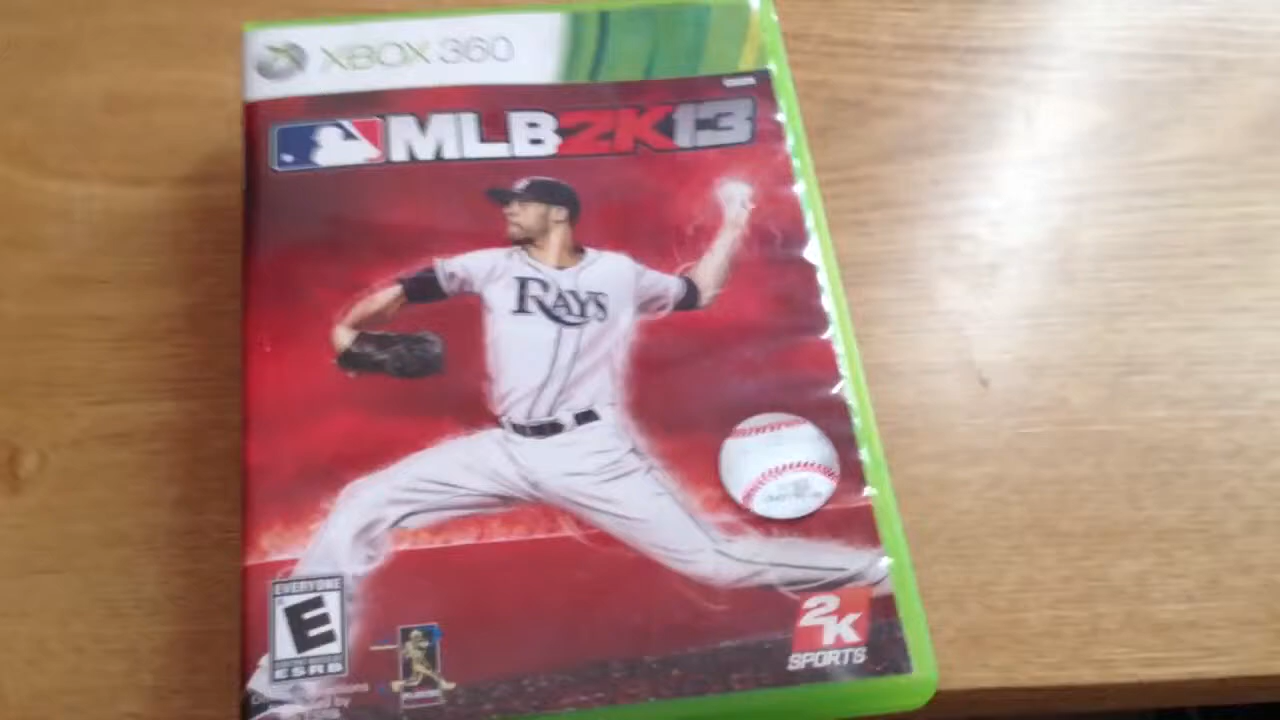 XBOX 360
MLB2K13
RAYS
EVERYONE
E
ESRB
2K
SPORTS